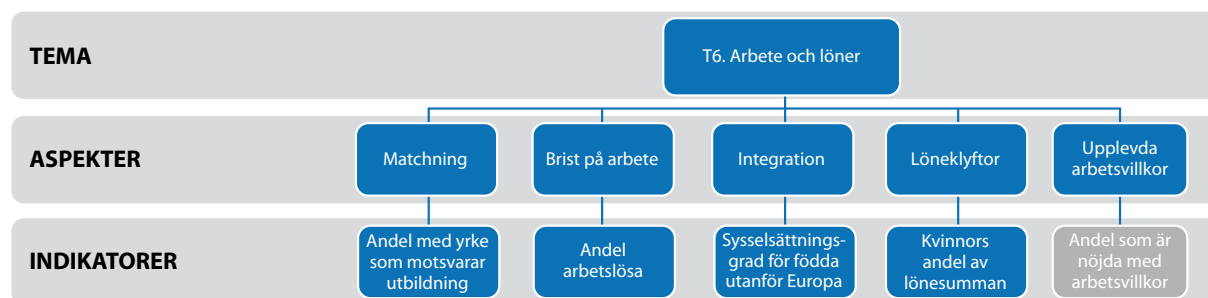 TEMA
T6. Arbete och löner
ASPEKTER
Matchning
Brist på arbete
Integration
Löneklyftor
Upplevda
arbetsvillkor
INDIKATORER
Andel med yrke
som motsvarar
utbildning
Andel
arbetslösa
Sysselsättnings-
grad för födda
utanför Europa
Kvinnors
andel av
lönesumman
Andel som är
nöjda med
arbetsvillkor